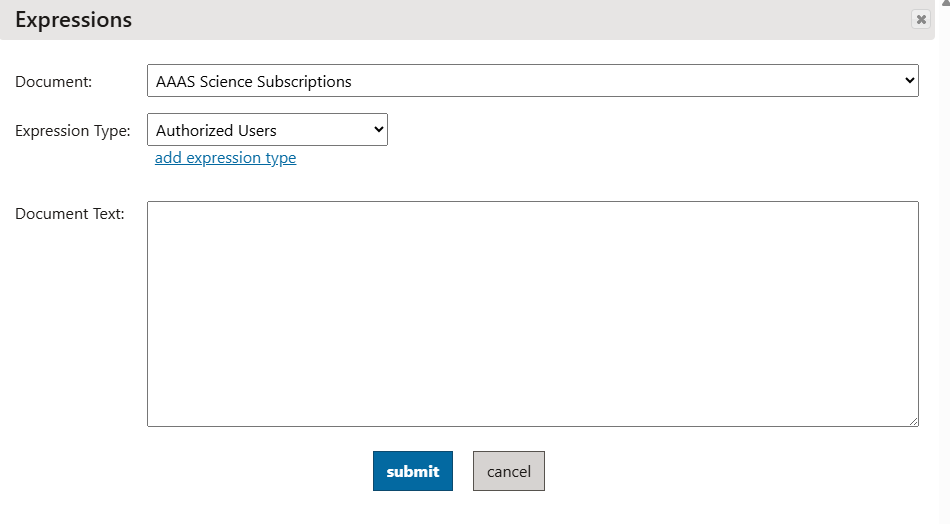 Expressions
Document: AAAS Science Subscriptions
Expression Type: Authorized Users
add expression type
Document Text:
submit cancel